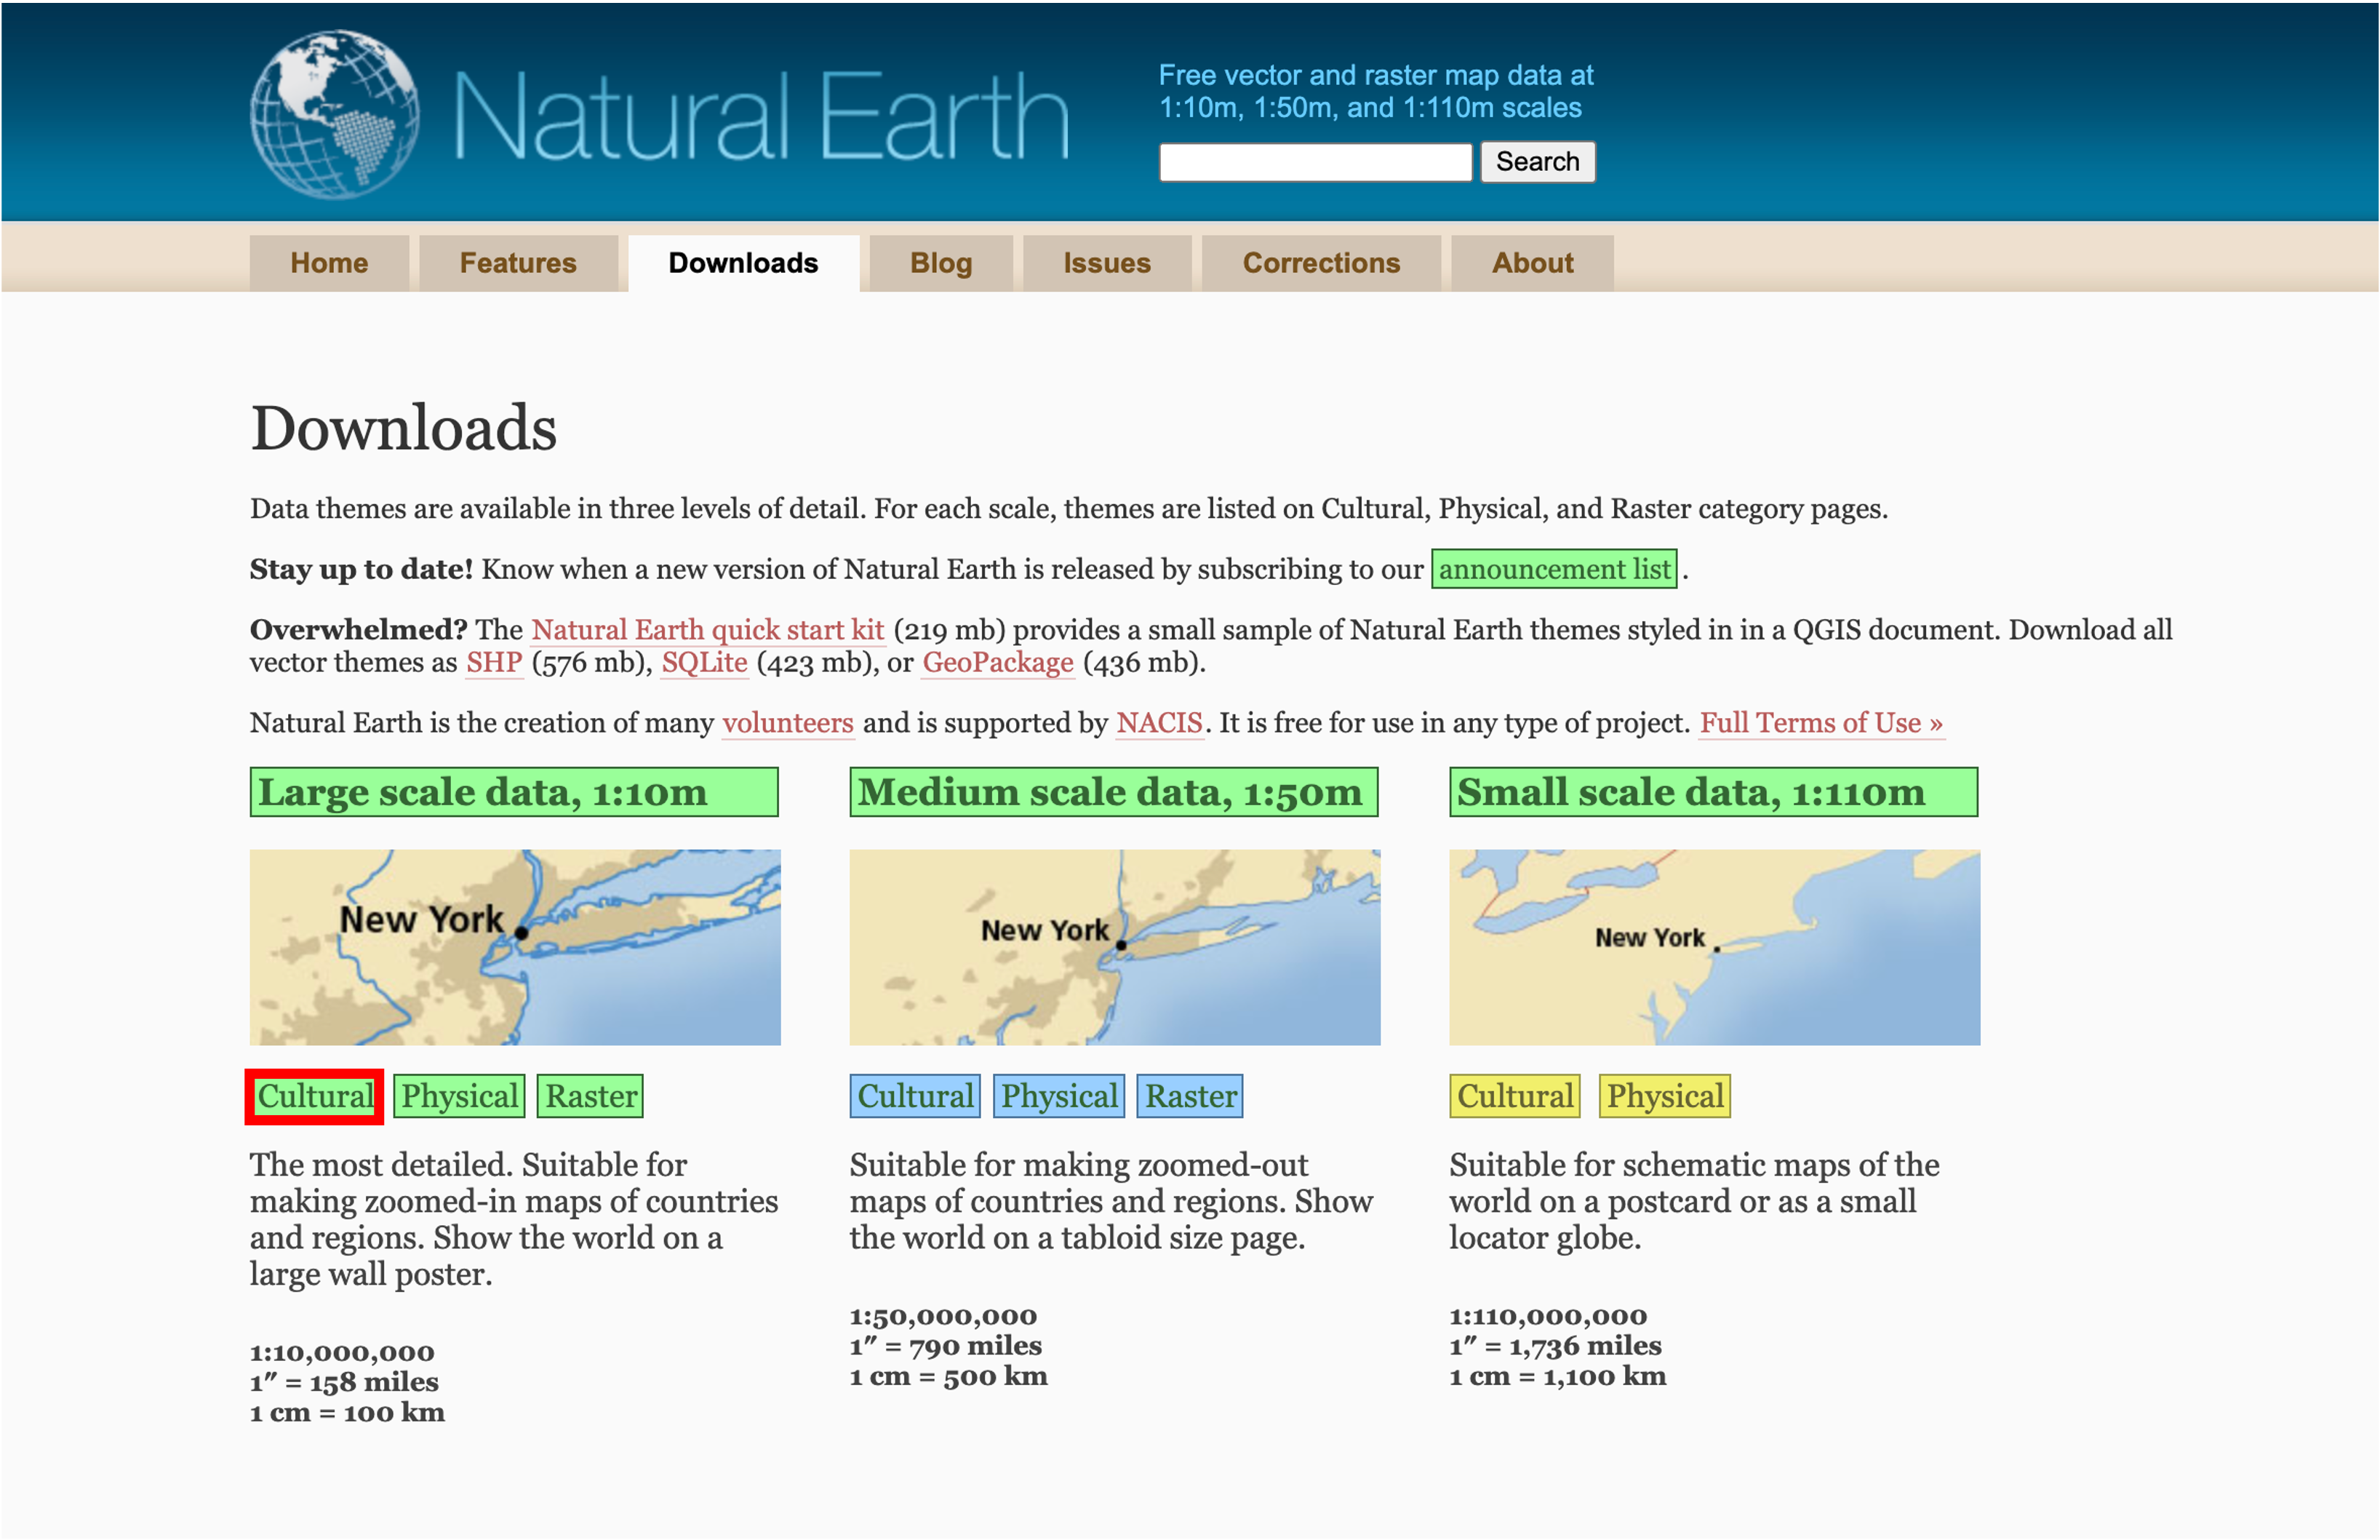 Natural Earth
Free vector and raster map data at
1:10m, 1:50m, and 1:110m scales
Search
Home
Features
Downloads
Blog
Issues
Corrections
About
Downloads
Data themes are available in three levels of detail. For each scale, themes are listed on Cultural, Physical, and Raster category pages.
Stay up to date! Know when a new version of Natural Earth is released by subscribing to our announcement list.
Overwhelmed? The Natural Earth quick start kit (219 mb) provides a small sample of Natural Earth themes styled in in a QGIS document. Download all
vector themes as SHP (576 mb), SQLite (423 mb), or GeoPackage (436 mb).
Natural Earth is the creation of many volunteers and is supported by NACIS. It is free for use in any type of project. Full Terms of Use »
Large scale data, 1:10m
New York
Cultural Physical Raster
The most detailed. Suitable for
making zoomed-in maps of countries
and regions. Show the world on a
large wall poster.
1:10,000,000
1″ = 158 miles
1 cm = 100 km
Medium scale data, 1:50m
New York
Cultural Physical Raster
Suitable for making zoomed-out
maps of countries and regions. Show
the world on a tabloid size page.
1:50,000,000
1″ = 790 miles
1 cm = 500 km
Small scale data, 1:110m
New York
Cultural Physical
Suitable for schematic maps of the
world on a postcard or as a small
locator globe.
1:110,000,000
1″ = 1,736 miles
1 cm = 1,100 km